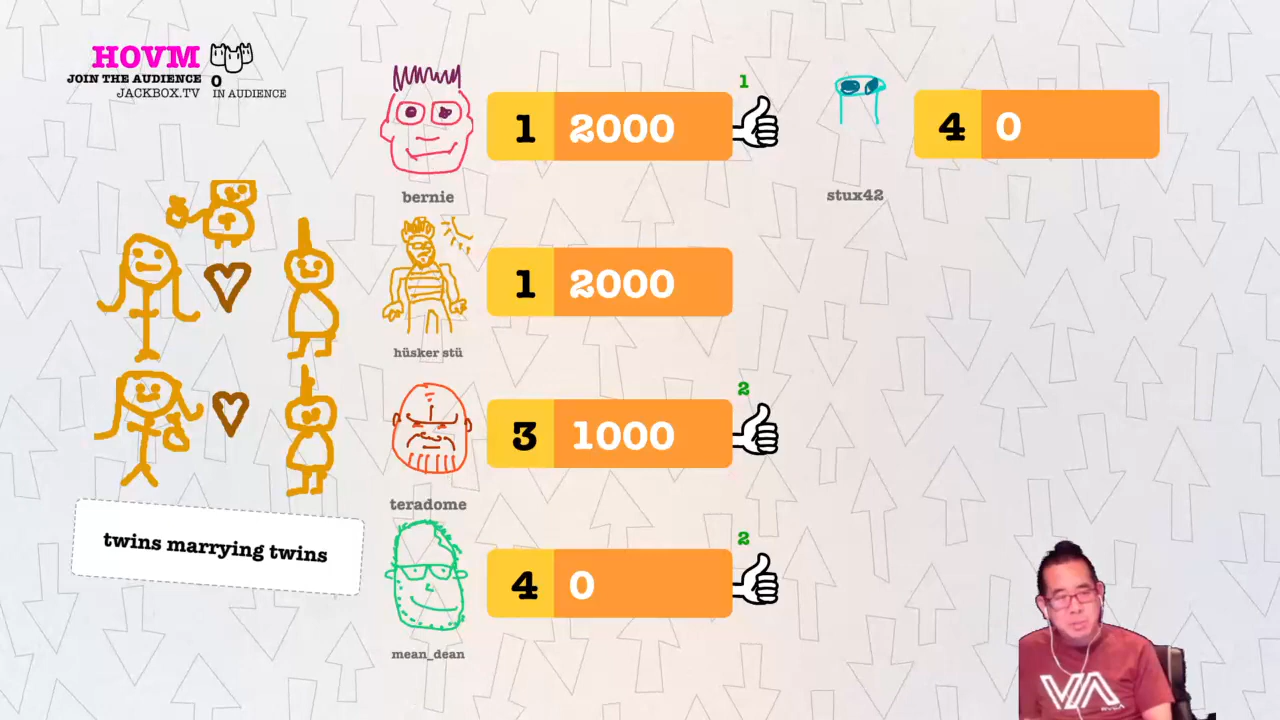 HOVM
JOIN THE AUDIENCE
JACKBOX.TV
0
IN AUDIENCE
twins marrying twins
1 2000
1
bernie
1 2000
hüsker stü
3 1000
2
teradome
4 0
2
mean_dean
4 0
stux42
VA